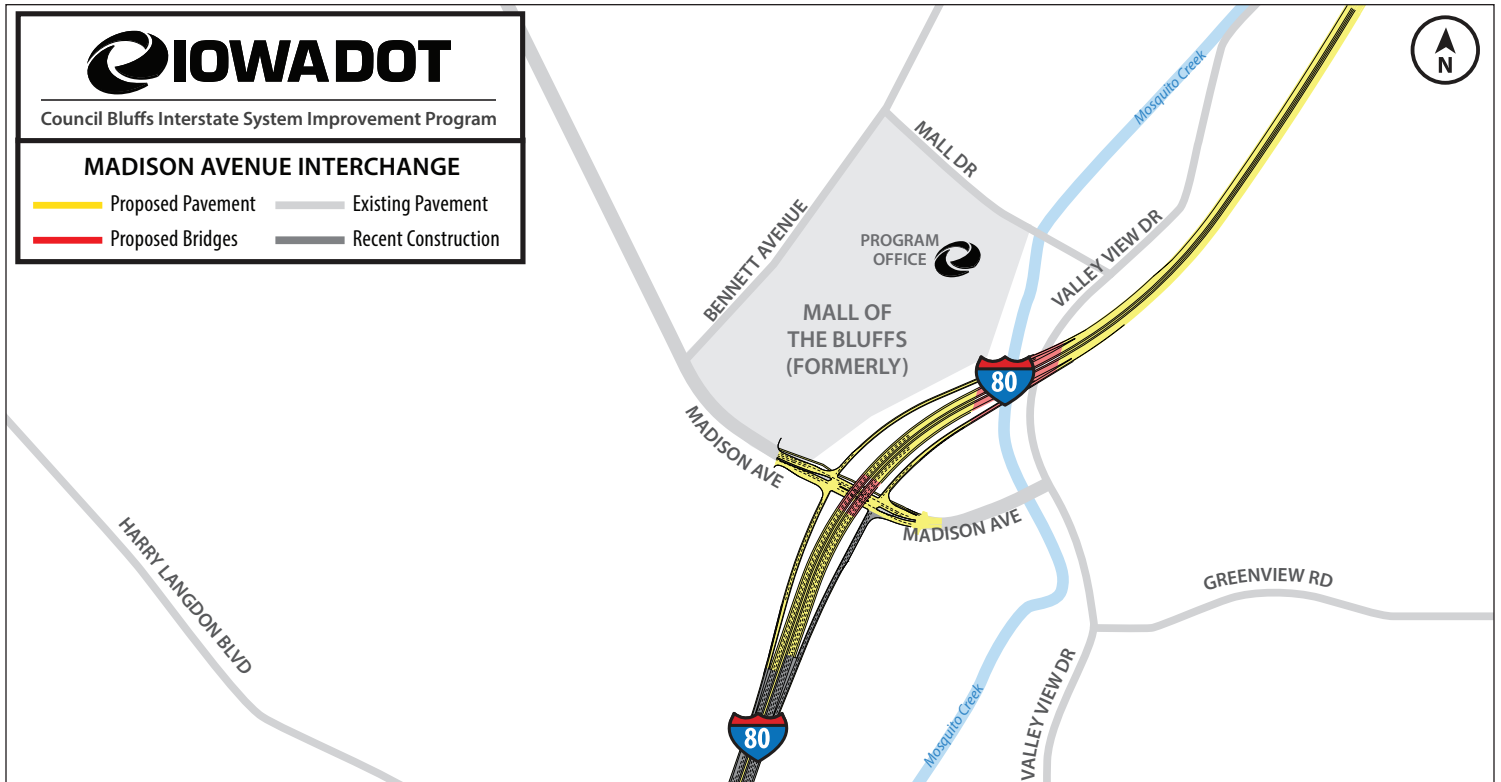 IOWADOT
Council Bluffs Interstate System Improvement Program
MADISON AVENUE INTERCHANGE
Proposed Pavement
Existing Pavement
Proposed Bridges
Recent Construction
N
Mosquito Creek
MALL DR
BENNETT AVENUE
PROGRAM
OFFICE
VALLEY VIEW DR
MALL OF
THE BLUFFS
(FORMERLY)
80
MADISON AVE
MADISON AVE
HARRY LANGDON BLVD
GREENVIEW RD
VALLEY VIEW DR
Mosquito Creek
80